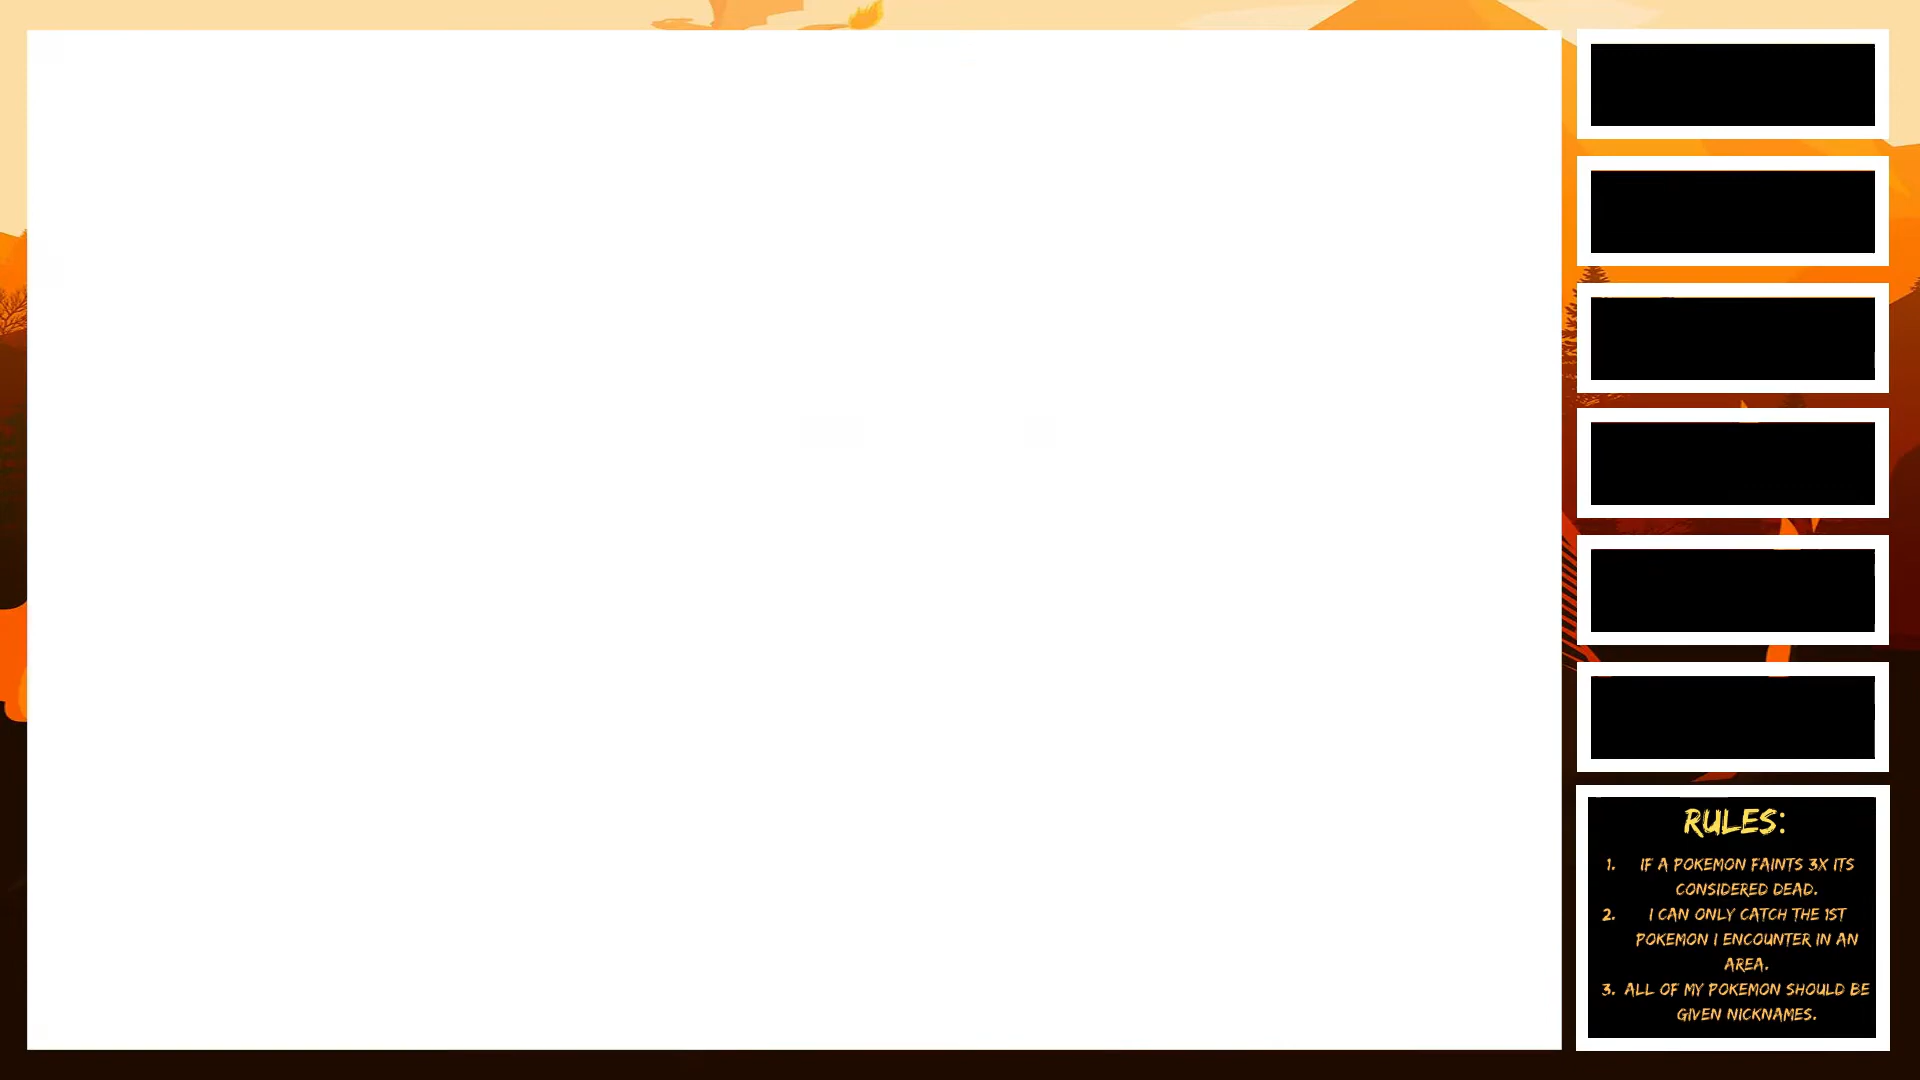 RULES:
1. IF A POKEMON FAINTS 3X ITS
CONSIDERED DEAD.
2. I CAN ONLY CATCH THE 1ST
POKEMON I ENCOUNTER IN AN
AREA.
3. ALL OF MY POKEMON SHOULD BE
GIVEN NICKNAMES.